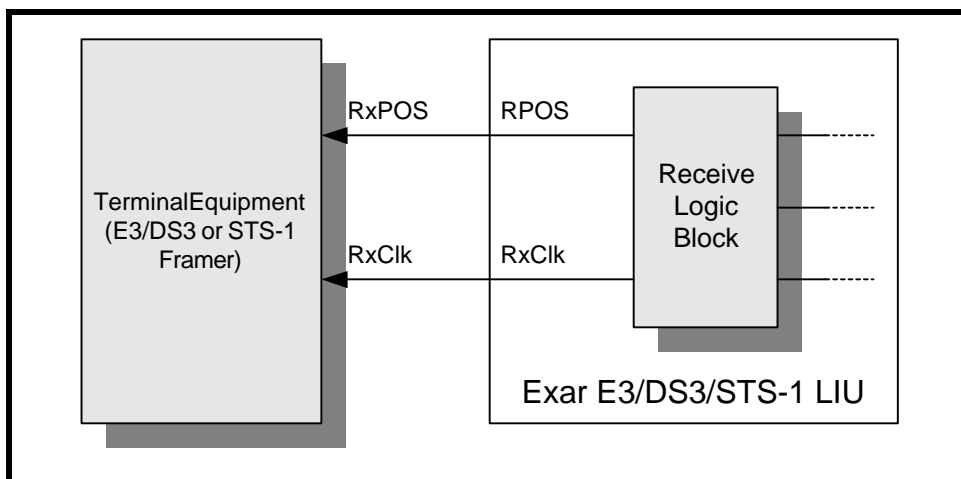 RxPOS
RPOS
TerminalEquipment
(E3/DS3 or STS-1
Framer)
Receive
Logic
Block
RxClk
RxClk
Exar E3/DS3/STS-1 LIU